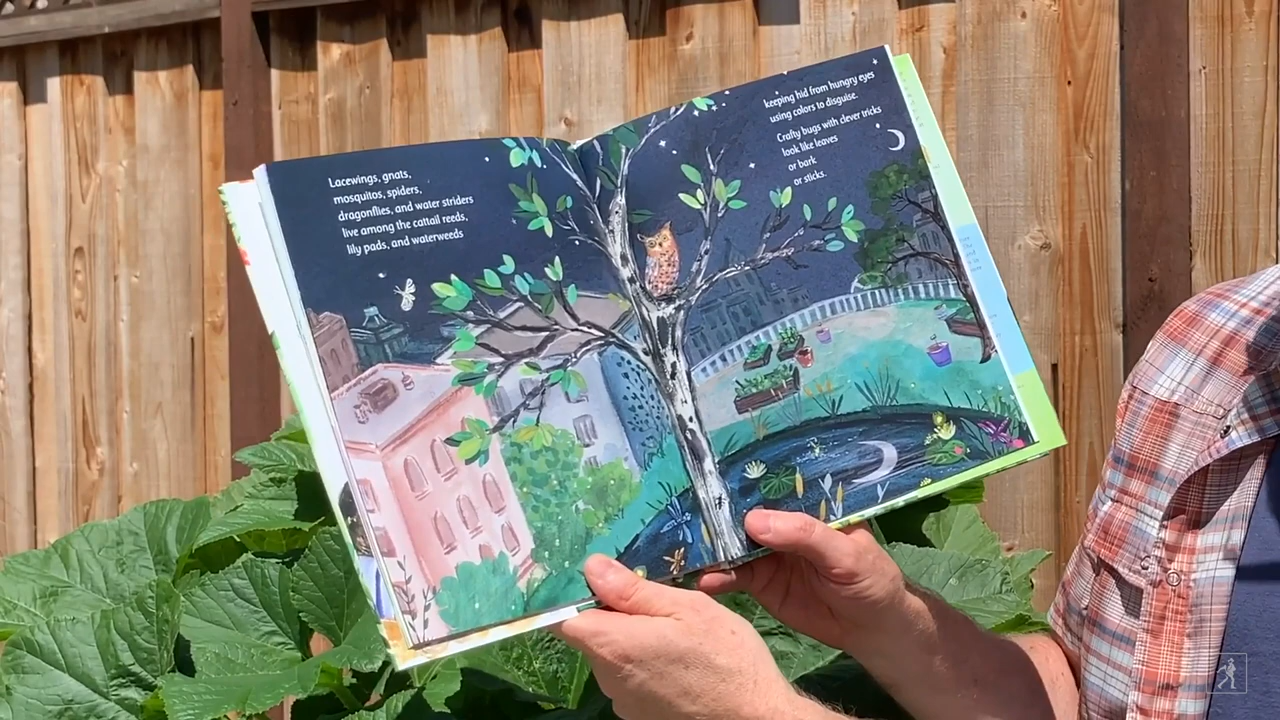 Lacewings, gnats,
mosquitos, spiders,
dragonflies, and water striders
live among the cattail reeds,
lily pads, and waterweeds
keeping hid from hungry eyes
using colors to disguise.
Crafty bugs with clever tricks
look like leaves
or bark
or sticks.